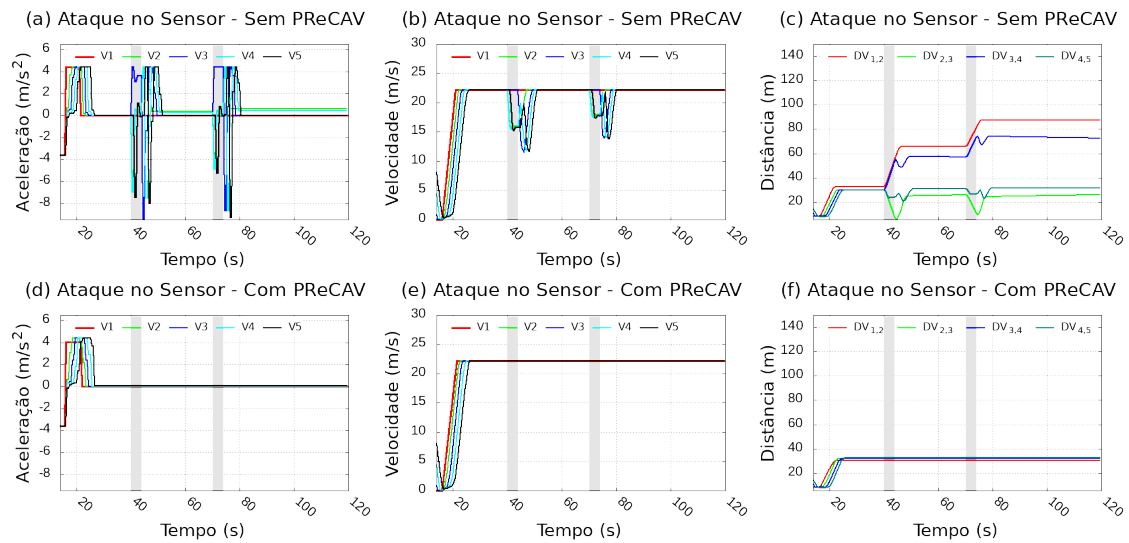 (a) Ataque no Sensor - Sem PReCAV
Aceleração (m/s²)
V1 V2 V3 V4 V5
6
4
2
0
-2
-4
-6
-8
20 40 60 80 100 120
Tempo (s)
(b) Ataque no Sensor - Sem PReCAV
Velocidade (m/s)
V1 V2 V3 V4 V5
30
25
20
15
10
5
0
20 40 60 80 100 120
Tempo (s)
(c) Ataque no Sensor - Sem PReCAV
Distância (m)
DV1,2 DV2,3 DV3,4 DV4,5
140
120
100
80
60
40
20
20 40 60 80 100 120
Tempo (s)
(d) Ataque no Sensor - Com PReCAV
Aceleração (m/s²)
V1 V2 V3 V4 V5
6
4
2
0
-2
-4
-6
-8
20 40 60 80 100 120
Tempo (s)
(e) Ataque no Sensor - Com PReCAV
Velocidade (m/s)
V1 V2 V3 V4 V5
30
25
20
15
10
5
0
20 40 60 80 100 120
Tempo (s)
(f) Ataque no Sensor - Com PReCAV
Distância (m)
DV1,2 DV2,3 DV3,4 DV4,5
140
120
100
80
60
40
20
20 40 60 80 100 120
Tempo (s)